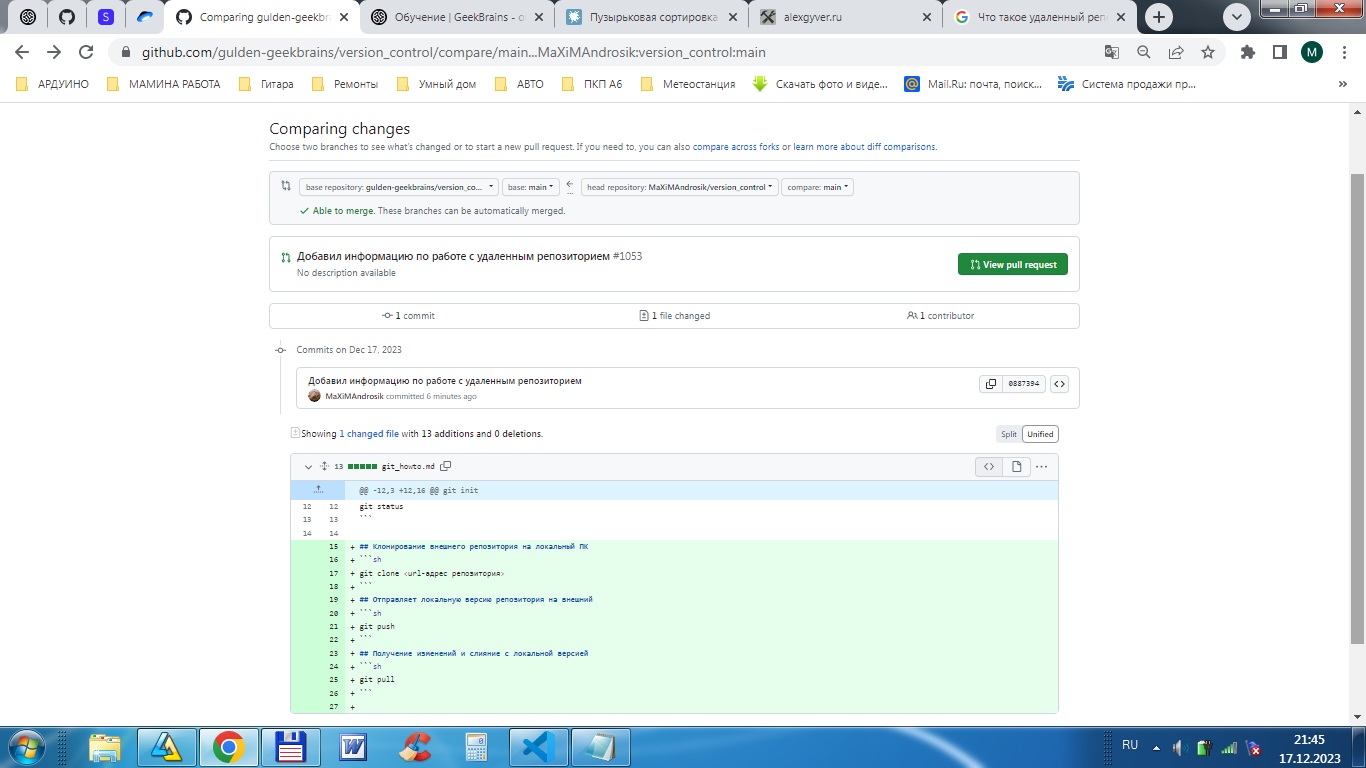 Comparing gulden-geekbr
Обучение | GeekBrains - о
Пузырьковая сортировка
alexgyver.ru
Что такое удаленный реп
github.com/gulden-geekbrains/version_control/compare/main...MaXiMAndrosik:version_control:main
M
АРДУИНО
МАМИНА РАБОТА
Гитара
Ремонты
Умный дом
АВТО
ПКП А6
Метеостанция
Скачать фото и виде...
Mail.Ru: почта, поиск...
Система продажи пр...
»
Comparing changes
Choose two branches to see what's changed or to start a new pull request. If you need to, you can also compare across forks or learn more about diff comparisons.
base repository: gulden-geekbrains/version_co... base: main ← ... head repository: MaXiMAndrosik/version_control compare: main
✓ Able to merge. These branches can be automatically merged.
Добавил информацию по работе с удаленным репозиторием #1053
No description available
View pull request
1 commit
1 file changed
1 contributor
Commits on Dec 17, 2023
Добавил информацию по работе с удаленным репозиторием
MaXiMAndrosik committed 6 minutes ago
0887394
Showing 1 changed file with 13 additions and 0 deletions.
Split Unified
13 git_howto.md
@@ -12,3 +12,16 @@ git init
12 12 git status
13 13 ```
14 14
15 + ## Клонирование внешнего репозитория на локальный ПК
16 + ```sh
17 + git clone <url-адрес репозитория>
18 + ```
19 + ## Отправляет локальную версию репозитория на внешний
20 + ```sh
21 + git push
22 + ```
23 + ## Получение изменений и слияние с локальной версией
24 + ```sh
25 + git pull
26 + ```
27 +
RU
21:45
17.12.2023